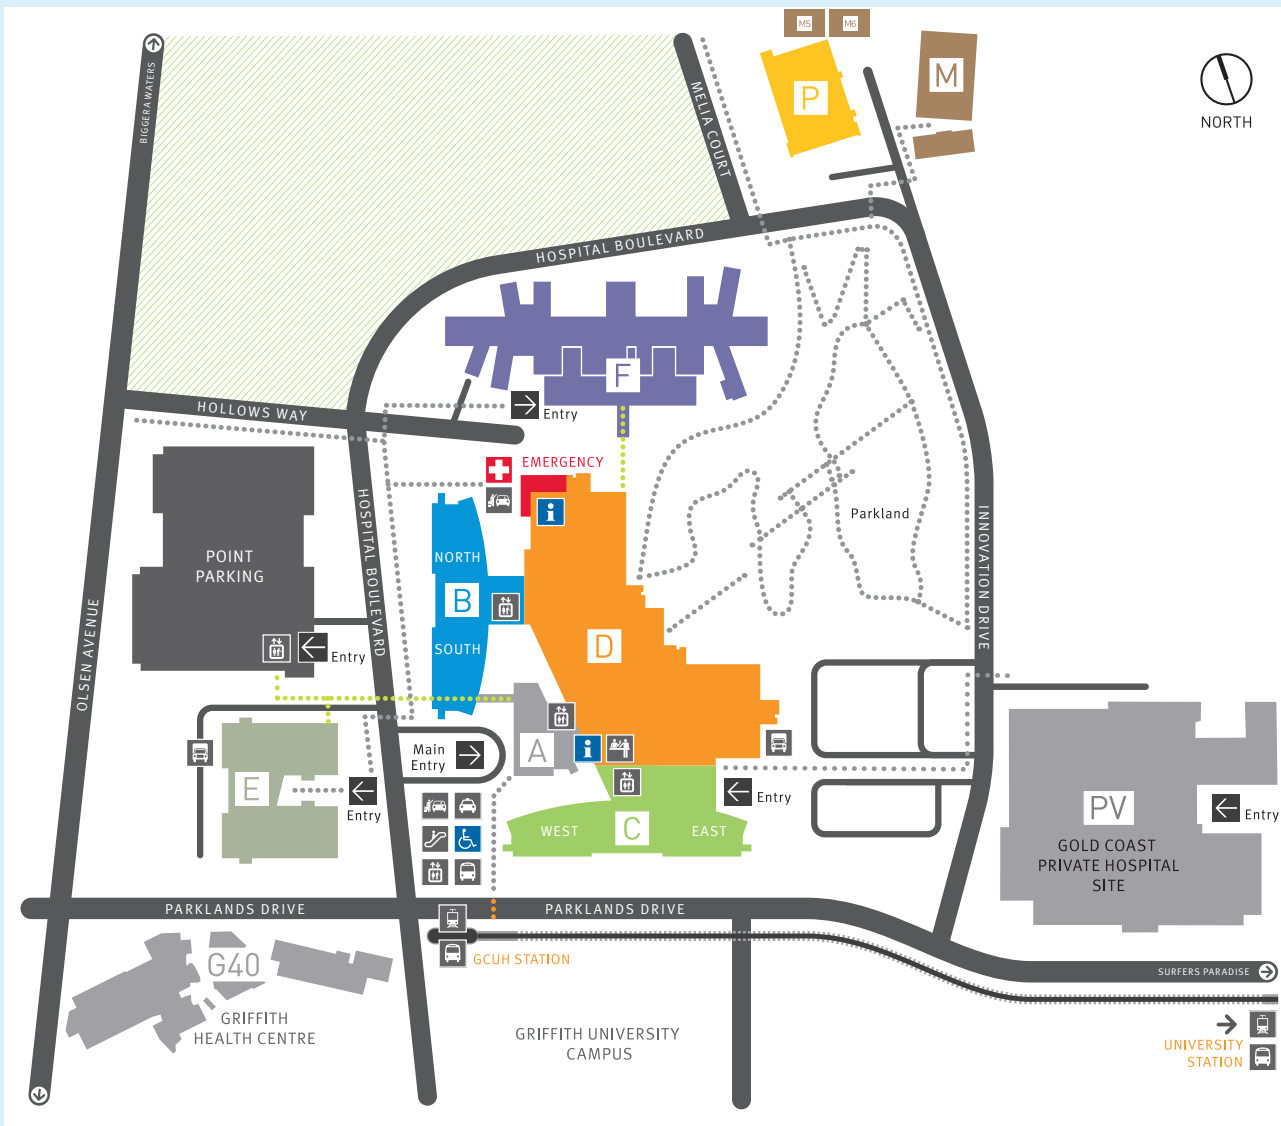 M5
M6
M
P
NORTH
BIGGERA WATERS
MELIA COURT
HOSPITAL BOULEVARD
F
Entry
HOLLOWS WAY
EMERGENCY
i
HOSPITAL BOULEVARD
Parkland
INNOVATION DRIVE
POINT
PARKING
NORTH
B
SOUTH
D
Entry
OLSEN AVENUE
A
i
Main
Entry
E
Entry
Entry
WEST
C
EAST
PV
Entry
GOLD COAST
PRIVATE HOSPITAL
SITE
PARKLANDS DRIVE
PARKLANDS DRIVE
G40
GCUH STATION
SURFERS PARADISE
GRIFFITH
HEALTH CENTRE
GRIFFITH UNIVERSITY
CAMPUS
UNIVERSITY
STATION